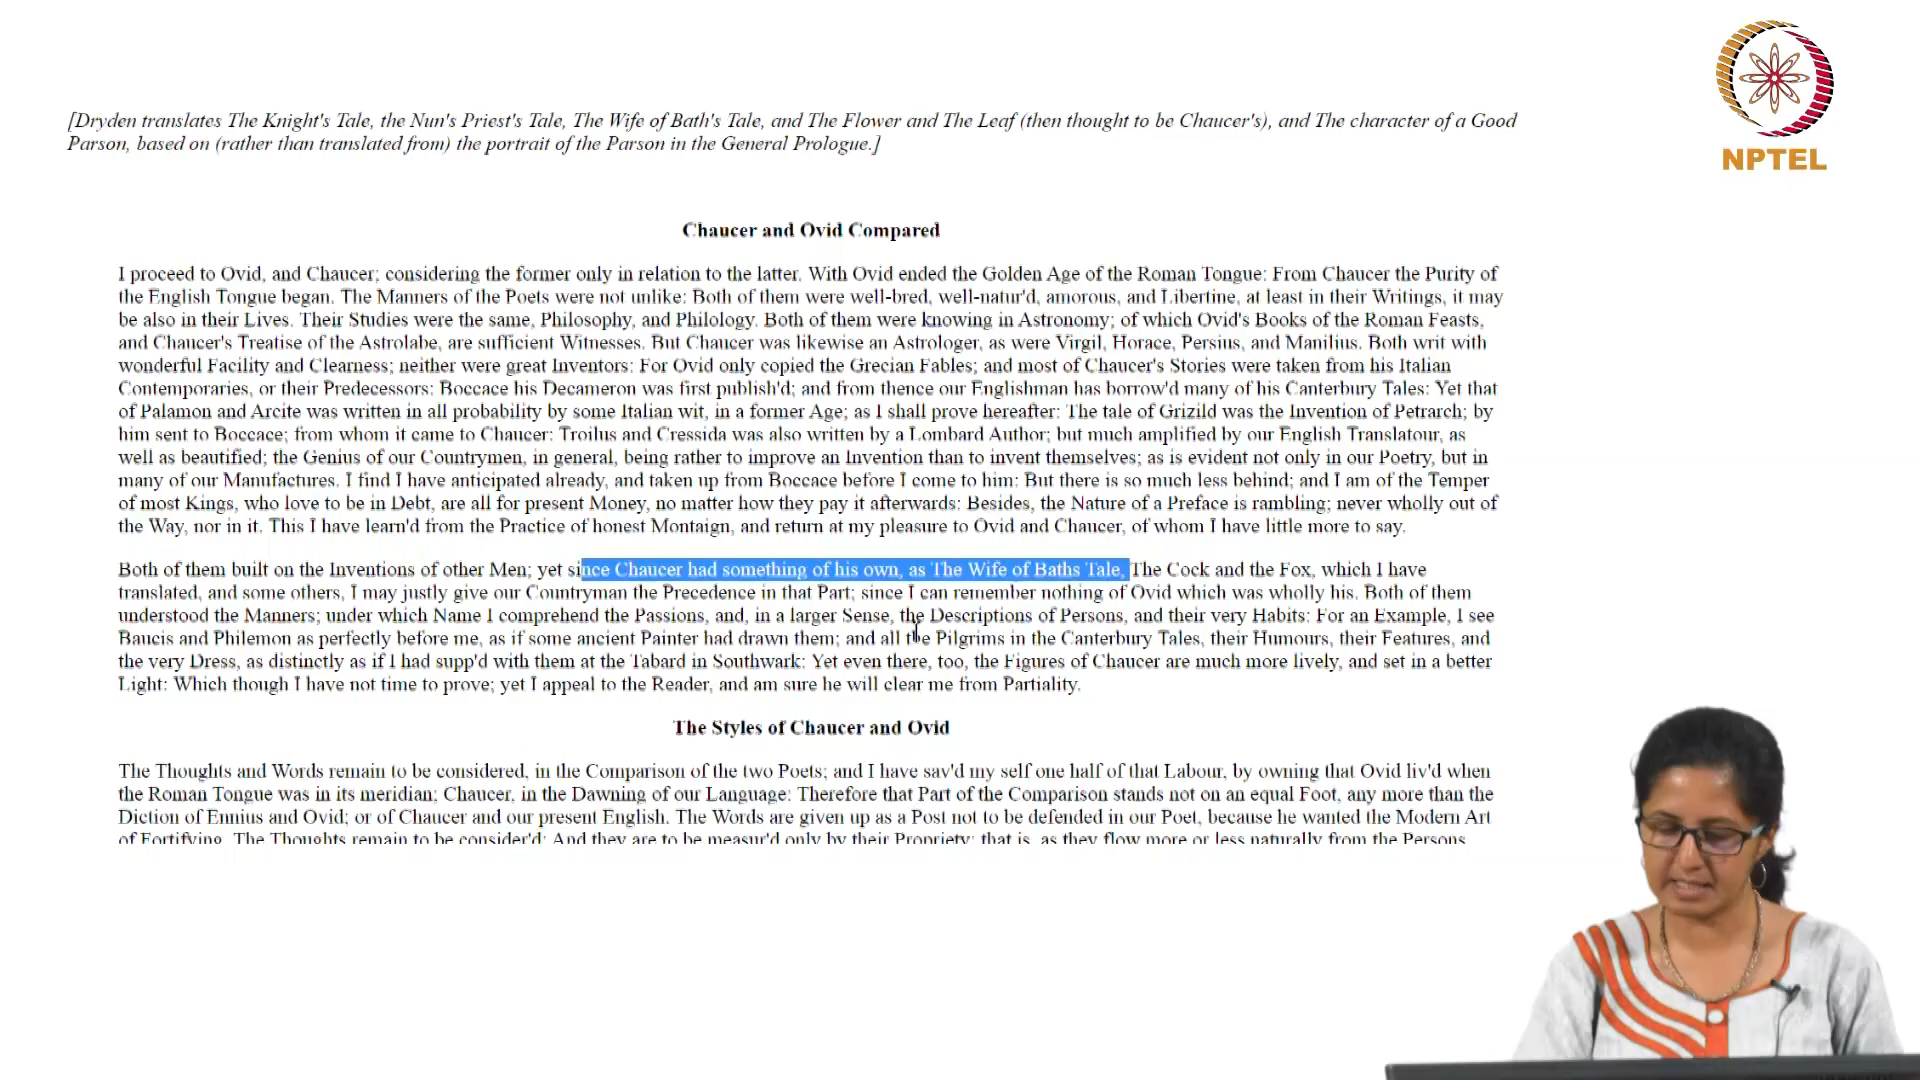 NPTEL
[Dryden translates The Knight's Tale, the Nun's Priest's Tale, The Wife of Bath's Tale, and The Flower and The Leaf (then thought to be Chaucer's), and The character of a Good
Parson, based on (rather than translated from) the portrait of the Parson in the General Prologue.]
Chaucer and Ovid Compared
I proceed to Ovid, and Chaucer; considering the former only in relation to the latter. With Ovid ended the Golden Age of the Roman Tongue: From Chaucer the Purity of
the English Tongue began. The Manners of the Poets were not unlike: Both of them were well-bred, well-natur'd, amorous, and Libertine, at least in their Writings, it may
be also in their Lives. Their Studies were the same, Philosophy, and Philology. Both of them were knowing in Astronomy; of which Ovid's Books of the Roman Feasts,
and Chaucer's Treatise of the Astrolabe, are sufficient Witnesses. But Chaucer was likewise an Astrologer, as were Virgil, Horace, Persius, and Manilius. Both writ with
wonderful Facility and Clearness; neither were great Inventors: For Ovid only copied the Grecian Fables; and most of Chaucer's Stories were taken from his Italian
Contemporaries, or their Predecessors: Boccace his Decameron was first publish'd; and from thence our Englishman has borrow'd many of his Canterbury Tales: Yet that
of Palamon and Arcite was written in all probability by some Italian wit, in a former Age; as I shall prove hereafter: The tale of Grizild was the Invention of Petrarch; by
him sent to Boccace; from whom it came to Chaucer: Troilus and Cressida was also written by a Lombard Author; but much amplified by our English Translatour, as
well as beautified; the Genius of our Countrymen, in general, being rather to improve an Invention than to invent themselves; as is evident not only in our Poetry, but in
many of our Manufactures. I find I have anticipated already, and taken up from Boccace before I come to him: But there is so much less behind; and I am of the Temper
of most Kings, who love to be in Debt, are all for present Money, no matter how they pay it afterwards: Besides, the Nature of a Preface is rambling; never wholly out of
the Way, nor in it. This I have learn'd from the Practice of honest Montaign, and return at my pleasure to Ovid and Chaucer, of whom I have little more to say.
Both of them built on the Inventions of other Men; yet since Chaucer had something of his own, as The Wife of Baths Tale, The Cock and the Fox, which I have
translated, and some others, I may justly give our Countryman the Precedence in that Part; since I can remember nothing of Ovid which was wholly his. Both of them
understood the Manners; under which Name I comprehend the Passions, and, in a larger Sense, the Descriptions of Persons, and their very Habits: For an Example, I see
Baucis and Philemon as perfectly before me, as if some ancient Painter had drawn them; and all the Pilgrims in the Canterbury Tales, their Humours, their Features, and
the very Dress, as distinctly as if I had supp'd with them at the Tabard in Southwark: Yet even there, too, the Figures of Chaucer are much more lively, and set in a better
Light: Which though I have not time to prove; yet I appeal to the Reader, and am sure he will clear me from Partiality.
The Styles of Chaucer and Ovid
The Thoughts and Words remain to be considered, in the Comparison of the two Poets; and I have sav'd my self one half of that Labour, by owning that Ovid liv'd when
the Roman Tongue was in its meridian; Chaucer, in the Dawning of our Language: Therefore that Part of the Comparison stands not on an equal Foot, any more than the
Diction of Ennius and Ovid; or of Chaucer and our present English. The Words are given up as a Post not to be defended in our Poet, because he wanted the Modern Art
of Fortifying. The Thoughts remain to be consider'd: And they are to be measur'd only by their Propriety; that is, as they flow more or less naturally from the Persons